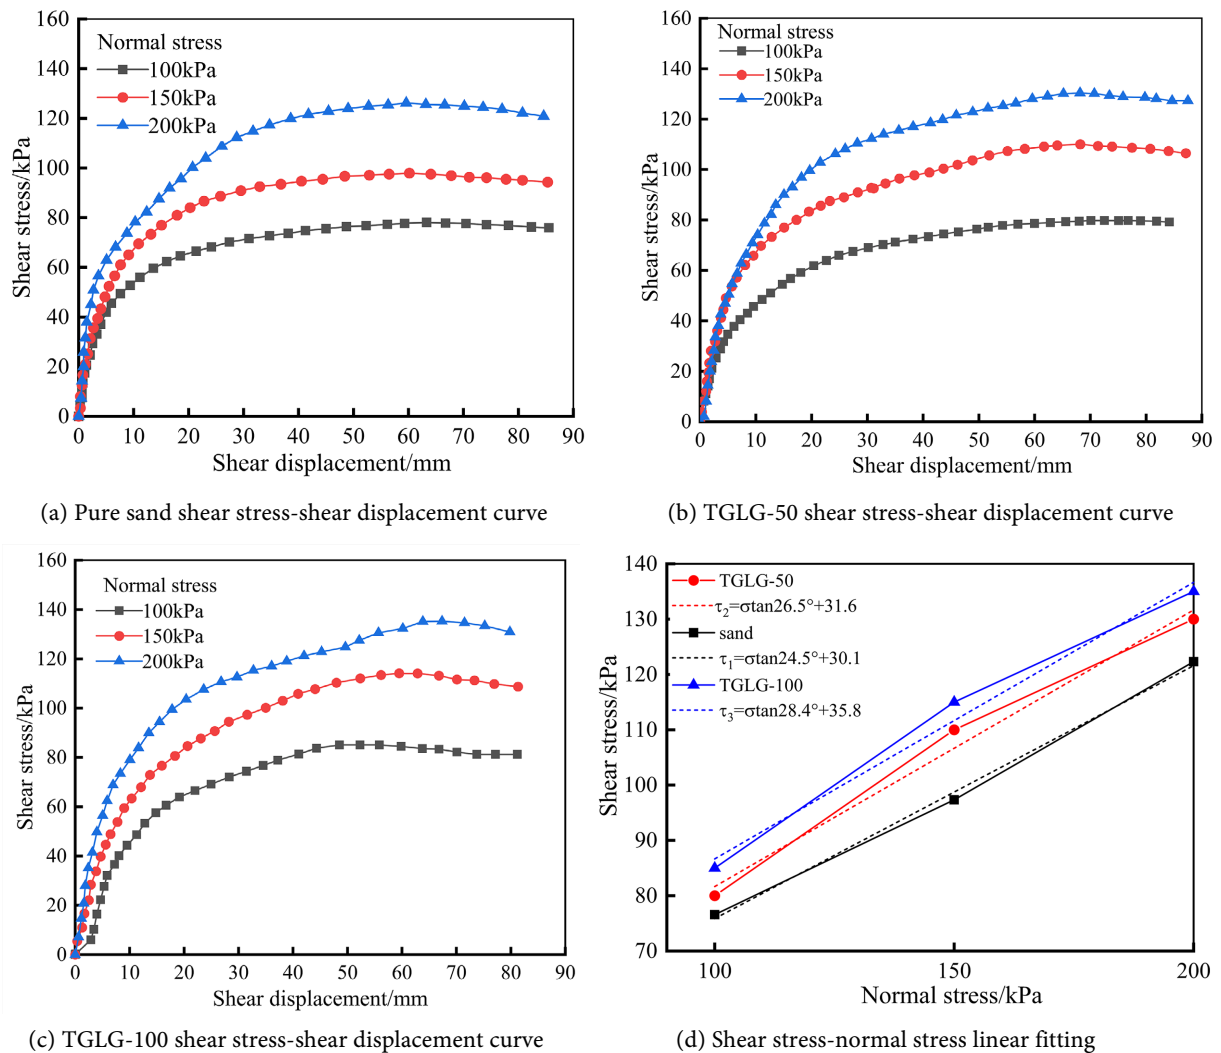 160
140
120
100
80
60
40
20
0
Shear stress/kPa
Normal stress
100kPa
150kPa
200kPa
0 10 20 30 40 50 60 70 80 90
Shear displacement/mm
(a) Pure sand shear stress-shear displacement curve
160
140
120
100
80
60
40
20
0
Shear stress/kPa
Normal stress
100kPa
150kPa
200kPa
0 10 20 30 40 50 60 70 80 90
Shear displacement/mm
(b) TGLG-50 shear stress-shear displacement curve
160
140
120
100
80
60
40
20
0
Shear stress/kPa
Normal stress
100kPa
150kPa
200kPa
0 10 20 30 40 50 60 70 80 90
Shear displacement/mm
(c) TGLG-100 shear stress-shear displacement curve
140
130
120
110
100
90
80
70
Shear stress/kPa
TGLG-50
τ₂=σtan26.5°+31.6
sand
τ₁=σtan24.5°+30.1
TGLG-100
τ₃=σtan28.4°+35.8
100 150 200
Normal stress/kPa
(d) Shear stress-normal stress linear fitting